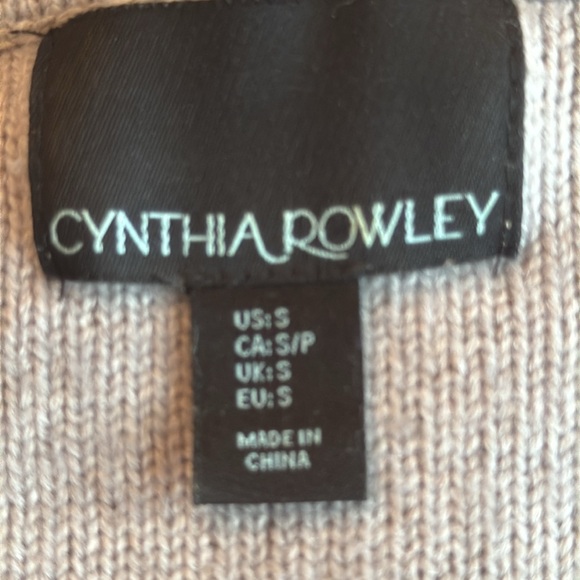 CYNTHIA ROWLEY
US: S
CA: S/P
UK: S
EU: S
MADE IN
CHINA